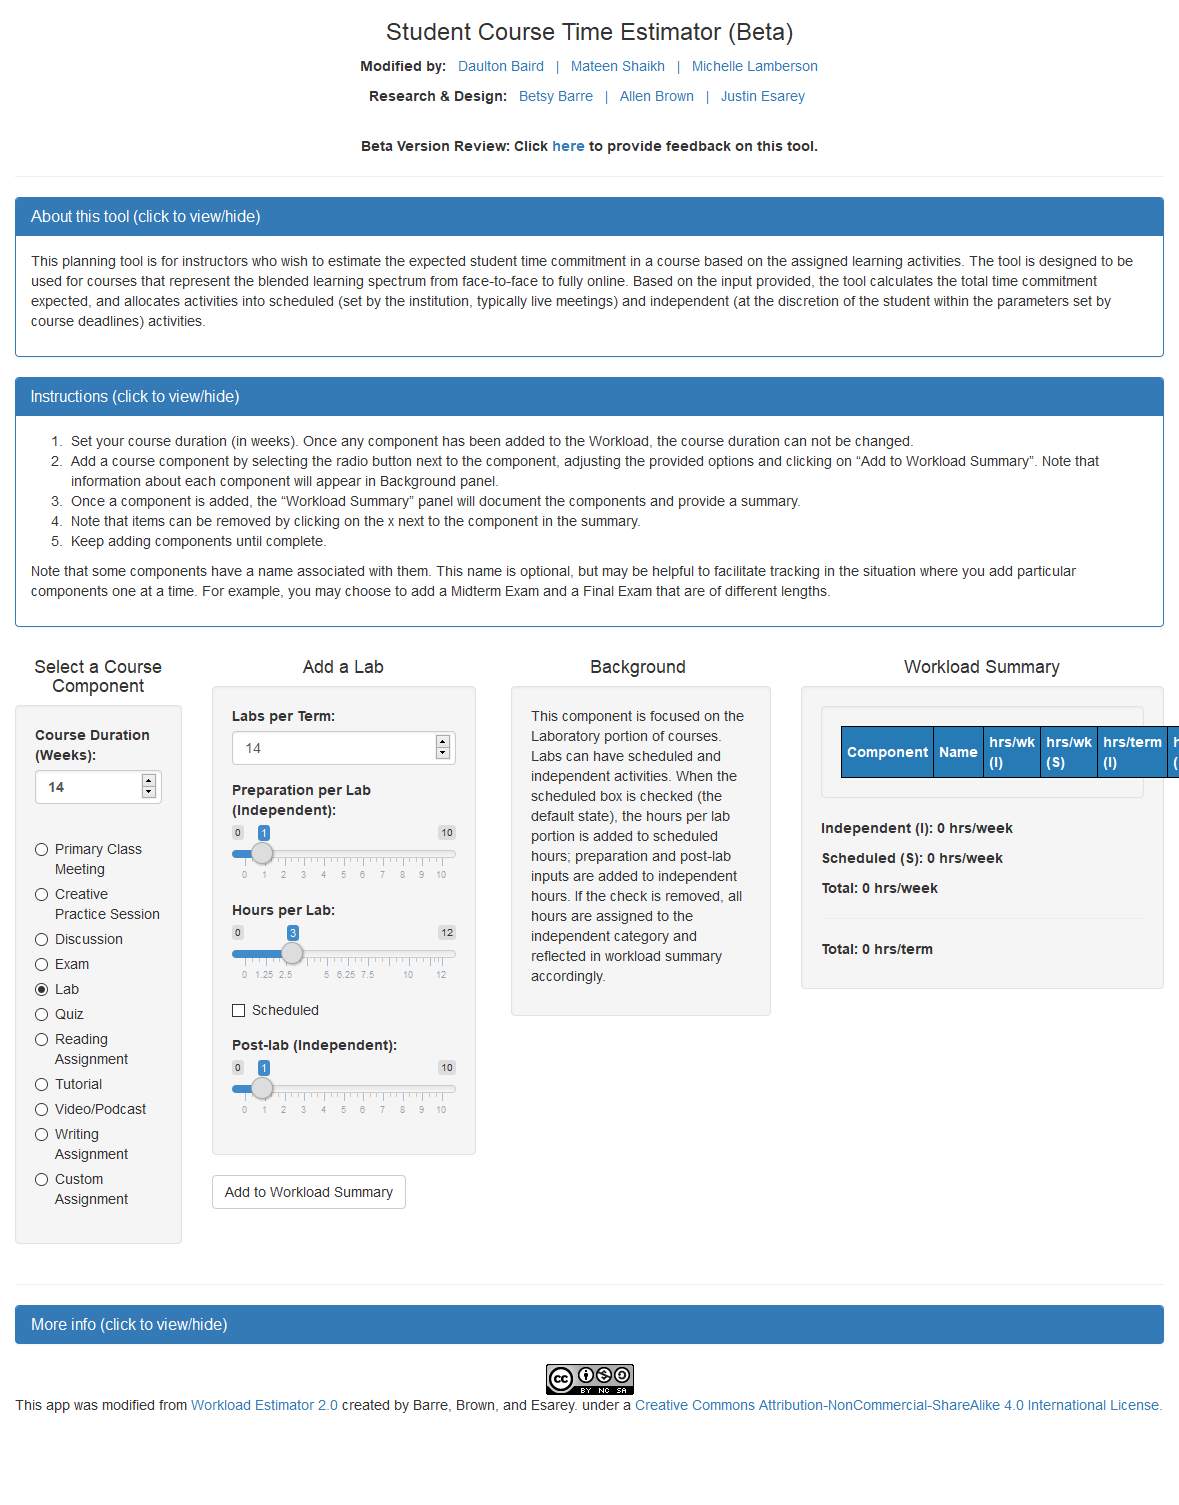 Student Course Time Estimator (Beta)
Modified by: Daulton Baird | Mateen Shaikh | Michelle Lamberson
Research & Design: Betsy Barre | Allen Brown | Justin Esarey
Beta Version Review: Click here to provide feedback on this tool.
About this tool (click to view/hide)
This planning tool is for instructors who wish to estimate the expected student time commitment in a course based on the assigned learning activities. The tool is designed to be
used for courses that represent the blended learning spectrum from face-to-face to fully online. Based on the input provided, the tool calculates the total time commitment
expected, and allocates activities into scheduled (set by the institution, typically live meetings) and independent (at the discretion of the student within the parameters set by
course deadlines) activities.
Instructions (click to view/hide)
1. Set your course duration (in weeks). Once any component has been added to the Workload, the course duration can not be changed.
2. Add a course component by selecting the radio button next to the component, adjusting the provided options and clicking on “Add to Workload Summary”. Note that
information about each component will appear in Background panel.
3. Once a component is added, the “Workload Summary” panel will document the components and provide a summary.
4. Note that items can be removed by clicking on the x next to the component in the summary.
5. Keep adding components until complete.
Note that some components have a name associated with them. This name is optional, but may be helpful to facilitate tracking in the situation where you add particular
components one at a time. For example, you may choose to add a Midterm Exam and a Final Exam that are of different lengths.
Select a Course
Component
Course Duration
(Weeks):
14
Primary Class
Meeting
Creative
Practice Session
Discussion
Exam
Lab
Quiz
Reading
Assignment
Tutorial
Video/Podcast
Writing
Assignment
Custom
Assignment
Add a Lab
Labs per Term:
14
Preparation per Lab
(Independent):
0 1 10
0 1 2 3 4 5 6 7 8 9 10
Hours per Lab:
0 3 12
0 1.25 2.5 5 6.25 7.5 10 12
Scheduled
Post-lab (Independent):
0 1 10
0 1 2 3 4 5 6 7 8 9 10
Add to Workload Summary
Background
This component is focused on the
Laboratory portion of courses.
Labs can have scheduled and
independent activities. When the
scheduled box is checked (the
default state), the hours per lab
portion is added to scheduled
hours; preparation and post-lab
inputs are added to independent
hours. If the check is removed, all
hours are assigned to the
independent category and
reflected in workload summary
accordingly.
Workload Summary
Component Name hrs/wk (I) hrs/wk (S) hrs/term (I)
Independent (I): 0 hrs/week
Scheduled (S): 0 hrs/week
Total: 0 hrs/week
Total: 0 hrs/term
More info (click to view/hide)
cc BY NC SA
This app was modified from Workload Estimator 2.0 created by Barre, Brown, and Esarey. under a Creative Commons Attribution-NonCommercial-ShareAlike 4.0 International License.